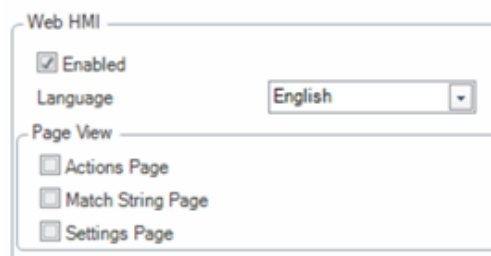 Web HMI
Enabled
Language English
Page View
Actions Page
Match String Page
Settings Page